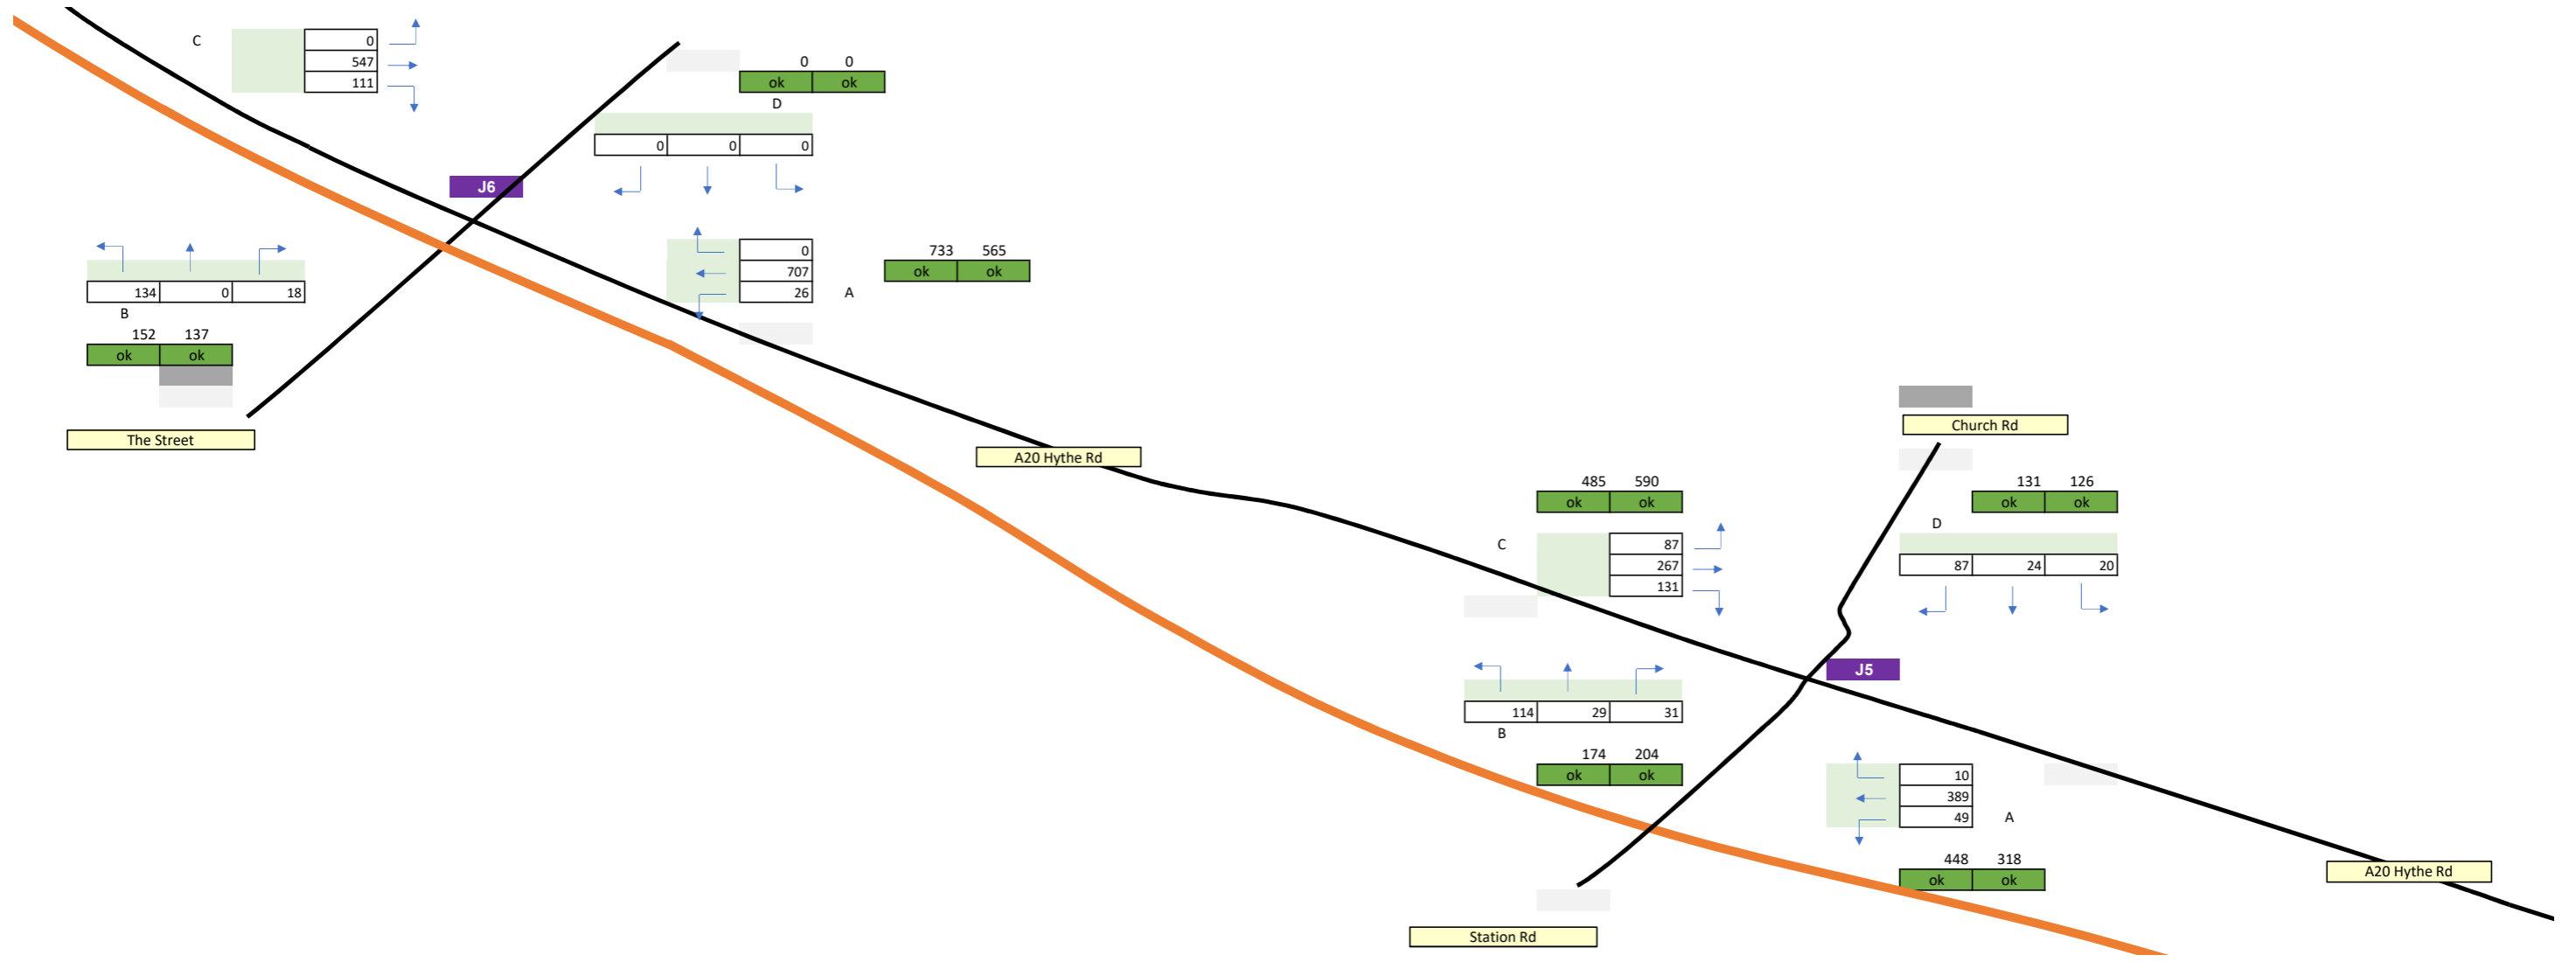 C 0
547
111
0 0
ok ok
D
0 0 0
J6
0
707
26 A
733 565
ok ok
134 0 18
B
152 137
ok ok
The Street
A20 Hythe Rd
Church Rd
485 590
ok ok
131 126
ok ok
D
C 87
267
131
87 24 20
J5
114 29 31
B
174 204
ok ok
10
389
49 A
448 318
ok ok
A20 Hythe Rd
Station Rd